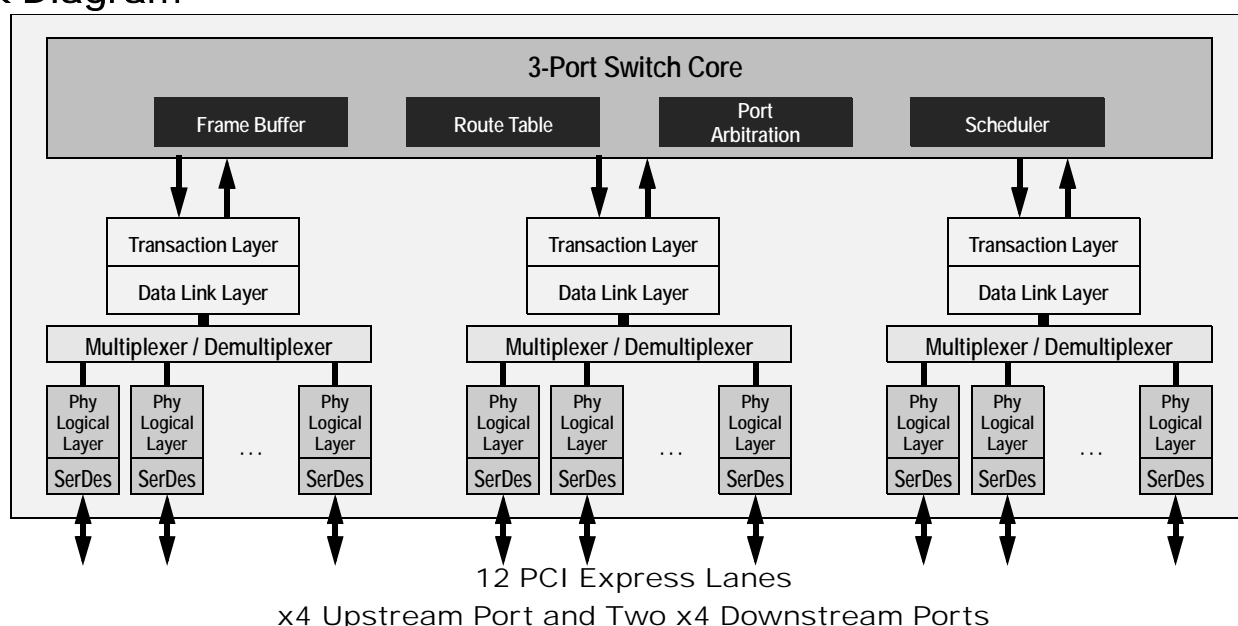 Diagram
3-Port Switch Core
Frame Buffer
Route Table
Port
Arbitration
Scheduler
Transaction Layer
Data Link Layer
Multiplexer / Demultiplexer
Phy
Logical
Layer
SerDes
Phy
Logical
Layer
SerDes
...
Phy
Logical
Layer
SerDes
Transaction Layer
Data Link Layer
Multiplexer / Demultiplexer
Phy
Logical
Layer
SerDes
Phy
Logical
Layer
SerDes
...
Phy
Logical
Layer
SerDes
Transaction Layer
Data Link Layer
Multiplexer / Demultiplexer
Phy
Logical
Layer
SerDes
Phy
Logical
Layer
SerDes
...
Phy
Logical
Layer
SerDes
12 PCI Express Lanes
x4 Upstream Port and Two x4 Downstream Ports